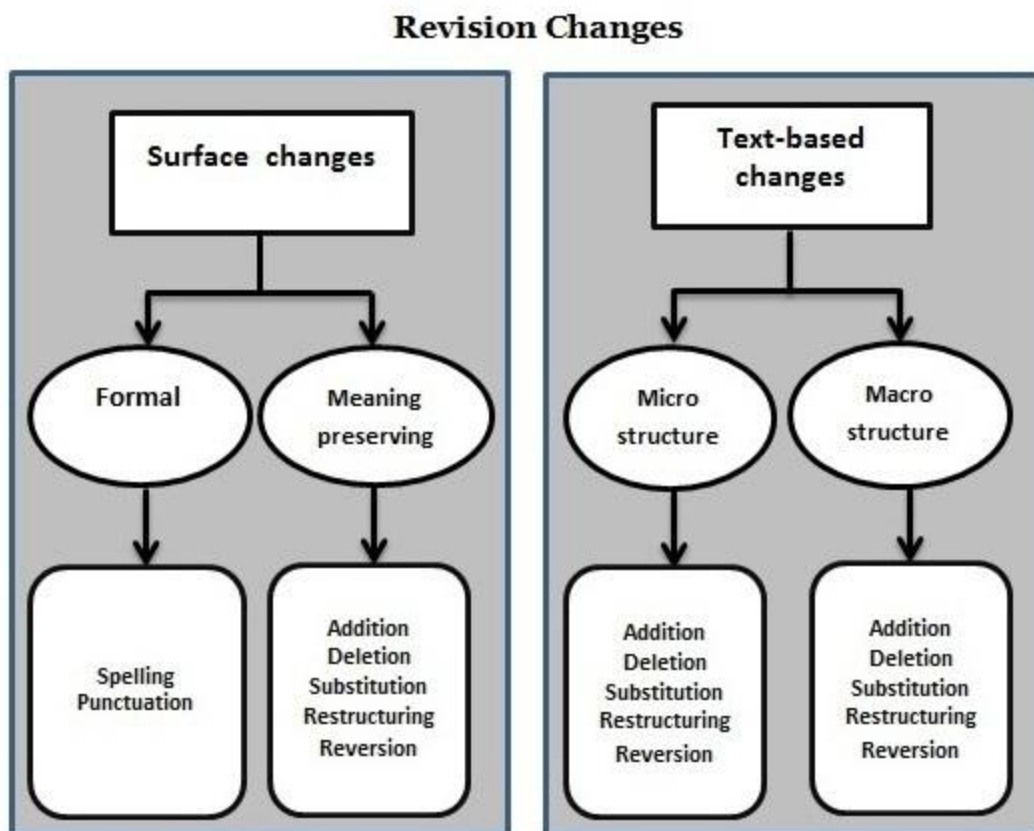 Revision Changes
Surface changes
Formal
Meaning
preserving
Spelling
Punctuation
Addition
Deletion
Substitution
Restructuring
Reversion
Text-based
changes
Micro
structure
Macro
structure
Addition
Deletion
Substitution
Restructuring
Reversion
Addition
Deletion
Substitution
Restructuring
Reversion